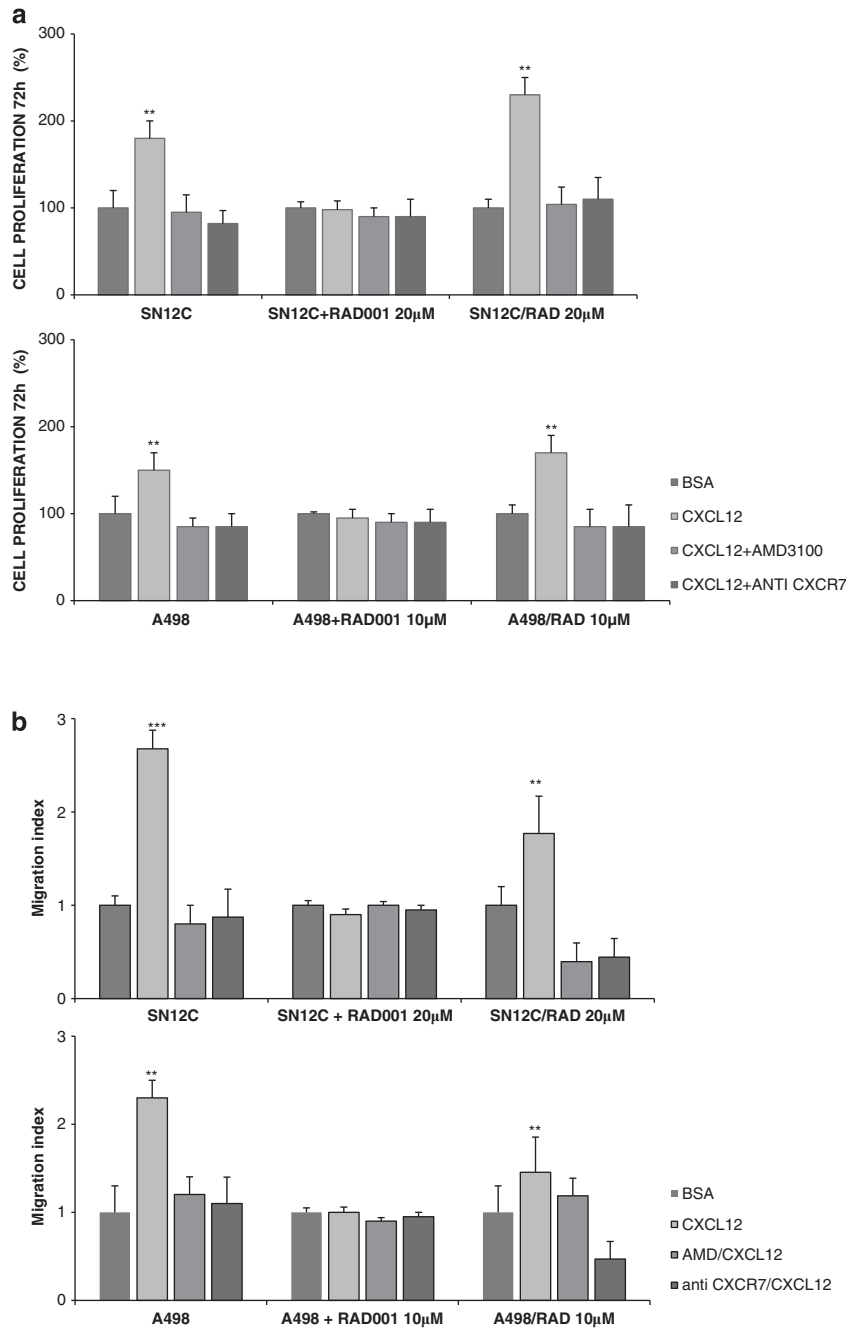 a
CELL PROLIFERATION 72h (%)
300
200
100
0
**
**
SN12C
SN12C+RAD001 20μM
SN12C/RAD 20μM
CELL PROLIFERATION 72h (%)
300
200
100
0
**
**
A498
A498+RAD001 10μM
A498/RAD 10μM
BSA
CXCL12
CXCL12+AMD3100
CXCL12+ANTI CXCR7
b
Migration index
3
2
1
0
***
**
SN12C
SN12C + RAD001 20μM
SN12C/RAD 20μM
Migration index
3
2
1
0
**
**
A498
A498 + RAD001 10μM
A498/RAD 10μM
BSA
CXCL12
AMD/CXCL12
anti CXCR7/CXCL12